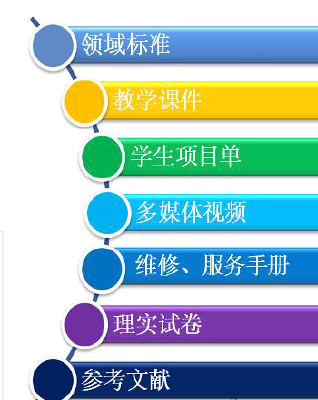 领域标准
教学课件
学生项目单
多媒体视频
维修、服务手册
理实试卷
参考文献